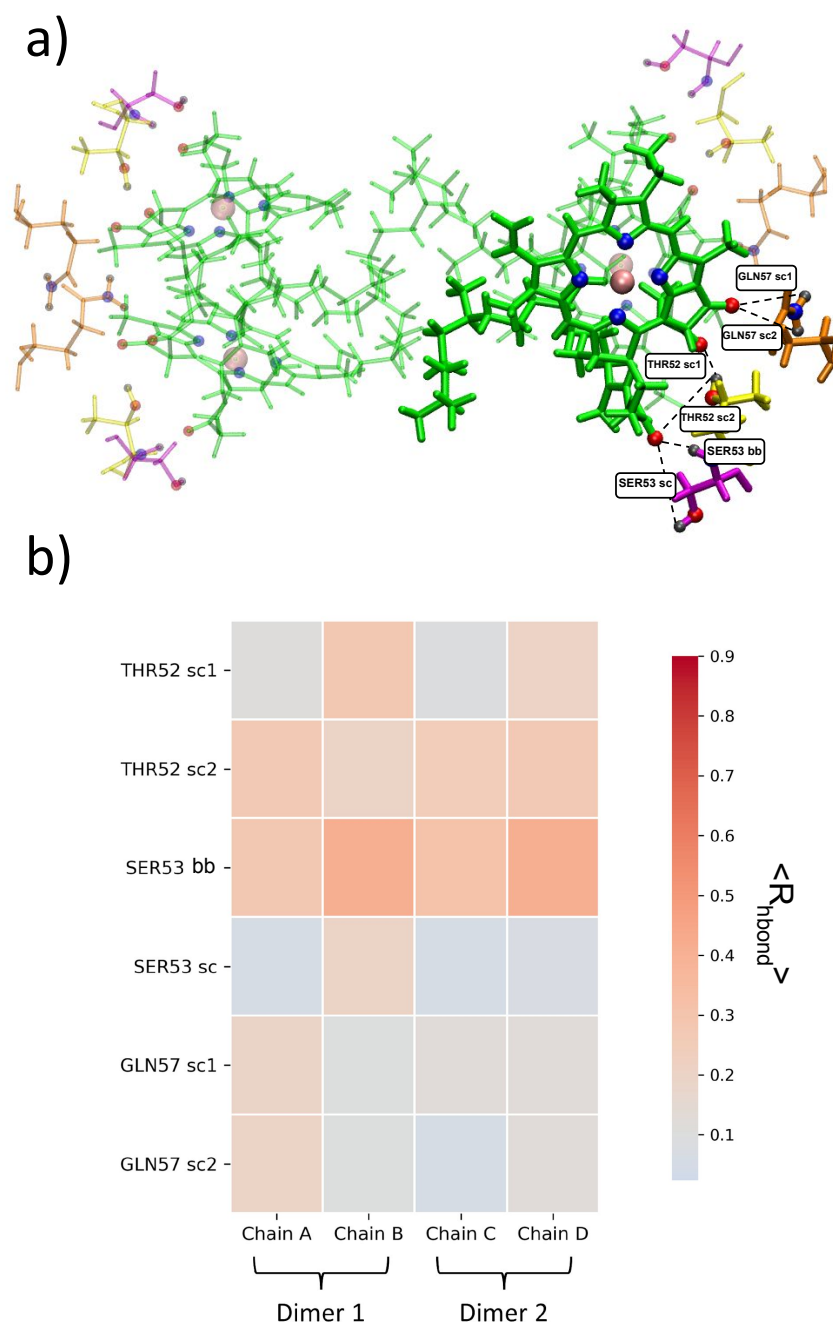 a)
GLN57 sc1
GLN57 sc2
THR52 sc1
THR52 sc2
SER53 bb
SER53 sc
b)
THR52 sc1
THR52 sc2
SER53 bb
SER53 sc
GLN57 sc1
GLN57 sc2
0.9
0.8
0.7
0.6
0.5
0.4
0.3
0.2
0.1
<Rhbond>
Chain A Chain B Chain C Chain D
Dimer 1 Dimer 2